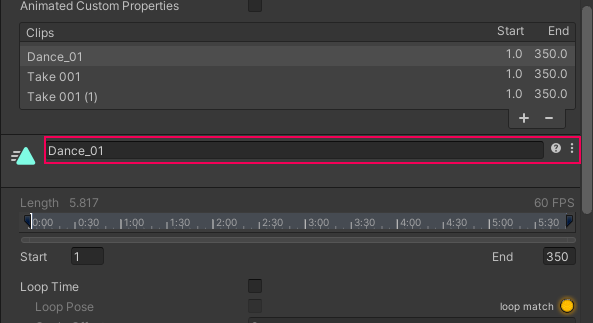 Animated Custom Properties
Clips Start End
Dance_01 1.0 350.0
Take 001 1.0 350.0
Take 001 (1) 1.0 350.0
+ −
Dance_01
Length 5.817 60 FPS
0:00 0:30 1:00 1:30 2:00 2:30 3:00 3:30 4:00 4:30 5:00 5:30
Start 1 End 350
Loop Time
Loop Pose loop match